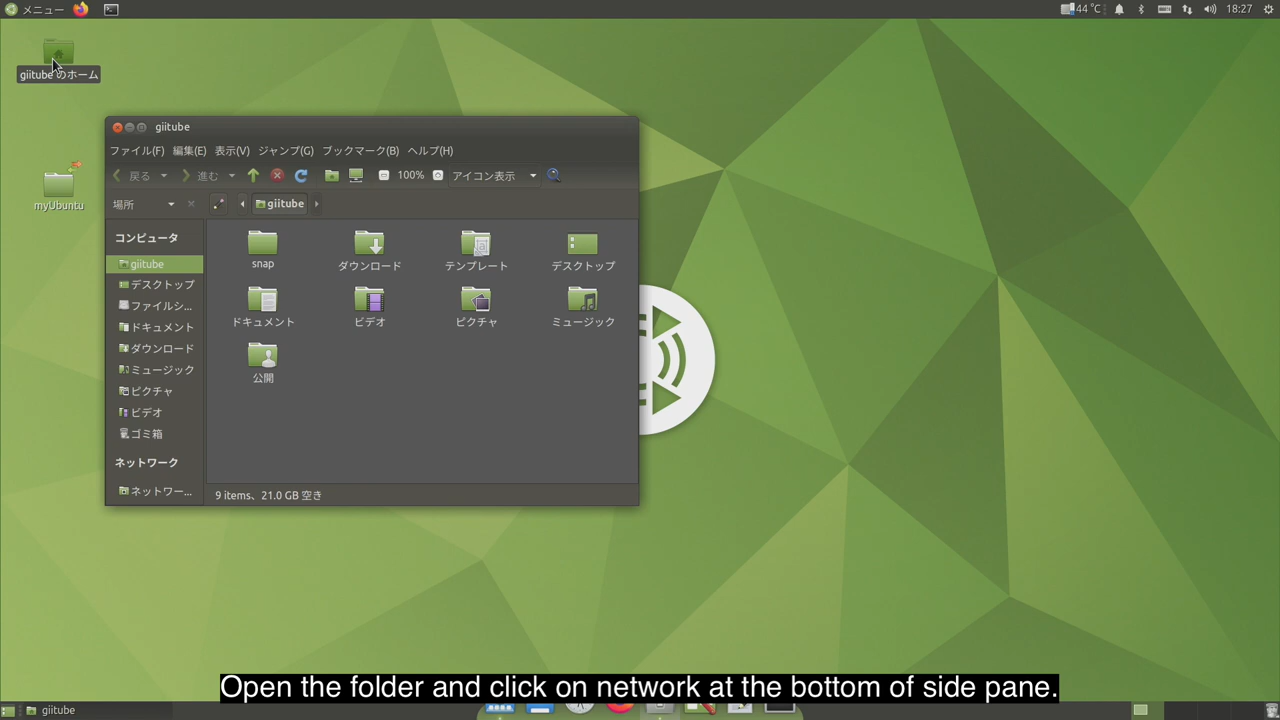 メニュー
44 ℃
18:27
giitube のホーム
myUbuntu
giitube
ファイル(F) 編集(E) 表示(V) ジャンプ(G) ブックマーク(B) ヘルプ(H)
戻る 進む 100% アイコン表示
場所 giitube
コンピュータ
giitube
デスクトップ
ファイルシ...
ドキュメント
ダウンロード
ミュージック
ピクチャ
ビデオ
ゴミ箱
ネットワーク
ネットワー...
snap ダウンロード テンプレート デスクトップ
ドキュメント ビデオ ピクチャ ミュージック
公開
9 items、21.0 GB 空き
Open the folder and click on network at the bottom of side pane.
giitube